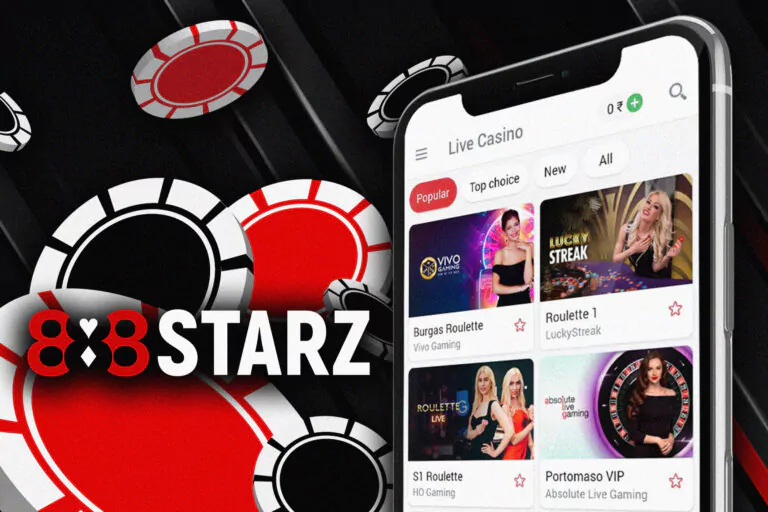 888STARZ
Live Casino
0 ₹
Popular
Top choice
New
All
VIVO
GAMING
Burgas Roulette
Vivo Gaming
LUCKY
STREAK
Roulette 1
LuckyStreak
ROULETTE
LIVE
S1 Roulette
HO Gaming
absolute
live
gaming
Portomaso VIP
Absolute Live Gaming